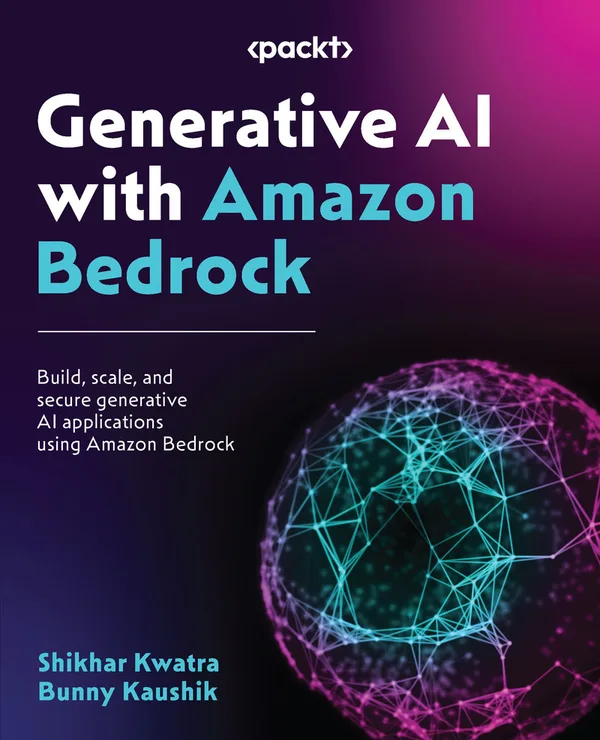 <packt>
Generative AI
with Amazon
Bedrock
Build, scale, and
secure generative
AI applications
using Amazon Bedrock
Shikhar Kwatra
Bunny Kaushik